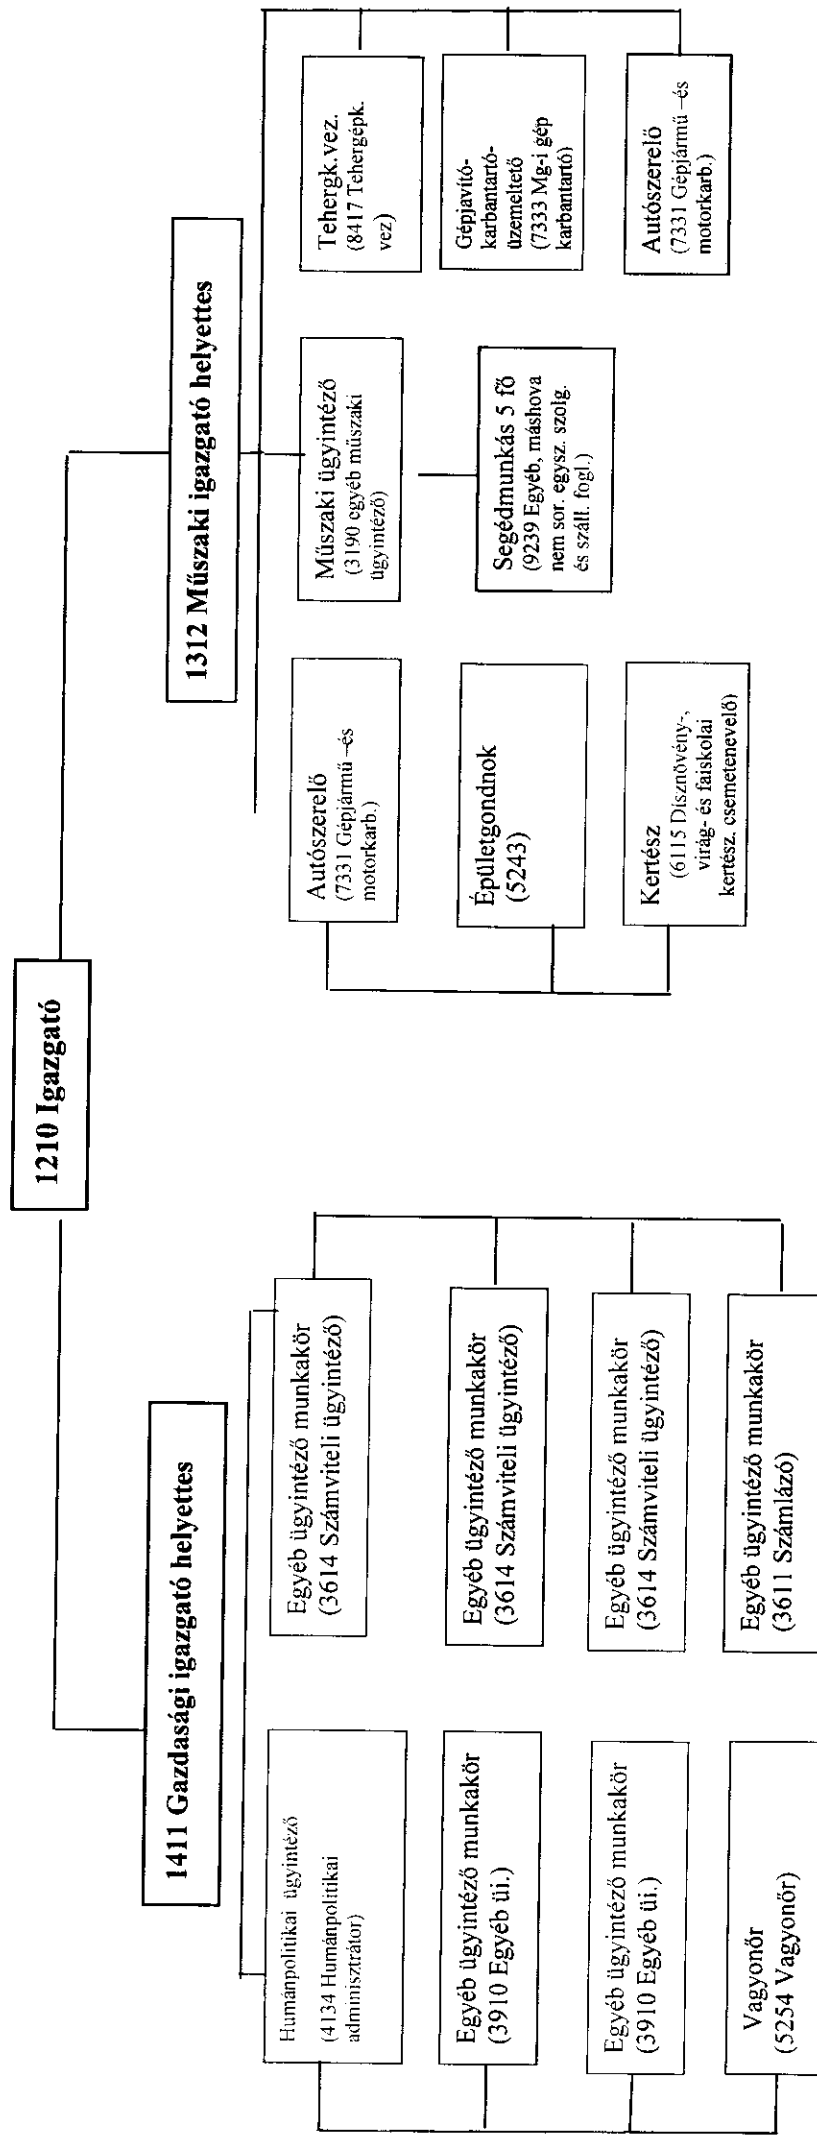 1210 Igazgató
1411 Gazdasági igazgató helyettes
1312 Műszaki igazgató helyettes
Humánpolitikai ügyintéző
(4134 Humánpolitikai
adminisztrátor)
Egyéb ügyintéző munkakör
(3910 Egyéb üi.)
Egyéb ügyintéző munkakör
(3910 Egyéb üi.)
Vagyonőr
(5254 Vagyonőr)
Egyéb ügyintéző munkakör
(3614 Számviteli ügyintéző)
Egyéb ügyintéző munkakör
(3614 Számviteli ügyintéző)
Egyéb ügyintéző munkakör
(3614 Számviteli ügyintéző)
Egyéb ügyintéző munkakör
(3611 Számlázó)
Autószerelő
(7331 Gépjármű –és
motorkarb.)
Épületgondnok
(5243)
Kertész
(6115 Dísznövény-,
virág- és faiskolai
kertész. csemetenevelő)
Műszaki ügyintéző
(3190 egyéb műszaki
ügyintéző)
Segédmunkás 5 fő
(9239 Egyéb, máshova
nem sor. egysz. szolg.
és száll. fogl.)
Tehergk.vez.
(8417 Tehergépk.
vez)
Gépjavító-
karbantartó-
üzemeltető
(7333 Mg-i gép
karbantartó)
Autószerelő
(7331 Gépjármű –és
motorkarb.)